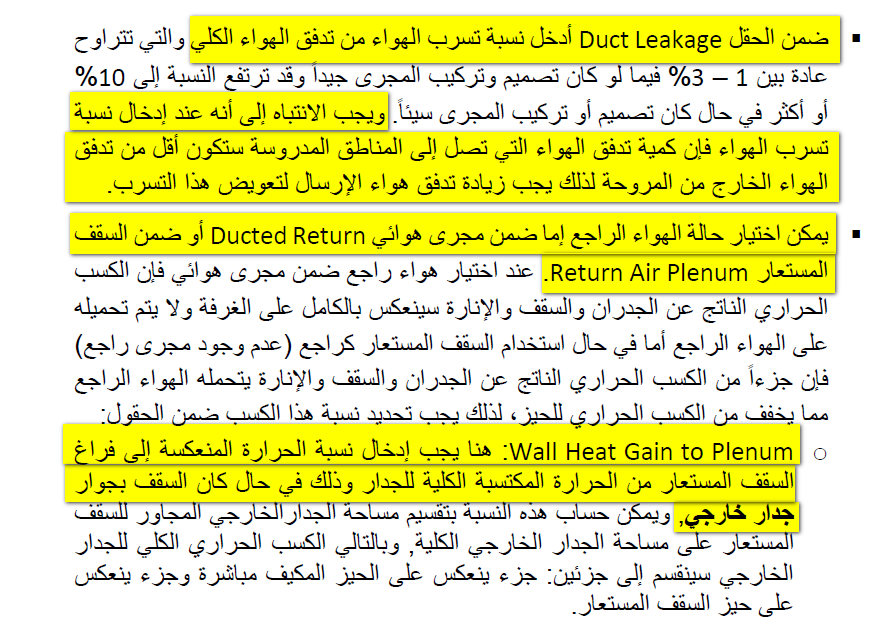 ▪ ضمن الحقل Duct Leakage أدخل نسبة تسرب الهواء من تدفق الهواء الكلي والتي تتراوح
عادة بين 1 – 3% فيما لو كان تصميم وتركيب المجرى جيداً وقد ترتفع النسبة إلى 10%
أو أكثر في حال كان تصميم أو تركيب المجرى سيئاً. ويجب الانتباه إلى أنه عند إدخال نسبة
تسرب الهواء فإن كمية تدفق الهواء التي تصل إلى المناطق المدروسة ستكون أقل من تدفق
الهواء الخارج من المروحة لذلك يجب زيادة تدفق هواء الإرسال لتعويض هذا التسرب.
▪ يمكن اختيار حالة الهواء الراجع إما ضمن مجرى هوائي Ducted Return أو ضمن السقف
المستعار Return Air Plenum. عند اختيار هواء راجع ضمن مجرى هوائي فإن الكسب
الحراري الناتج عن الجدران والسقف والإنارة سينعكس بالكامل على الغرفة ولا يتم تحميله
على الهواء الراجع أما في حال استخدام السقف المستعار كراجع (عدم وجود مجرى راجع)
فإن جزءاً من الكسب الحراري الناتج عن الجدران والسقف والإنارة يتحمله الهواء الراجع
مما يخفف من الكسب الحراري للحيز، لذلك يجب تحديد نسبة هذا الكسب ضمن الحقول:
○ Wall Heat Gain to Plenum: هنا يجب إدخال نسبة الحرارة المنعكسة إلى فراغ
السقف المستعار من الحرارة المكتسبة الكلية للجدار وذلك في حال كان السقف بجوار
جدار خارجي, ويمكن حساب هذه النسبة بتقسيم مساحة الجدارالخارجي المجاور للسقف
المستعار على مساحة الجدار الخارجي الكلية, وبالتالي الكسب الحراري الكلي للجدار
الخارجي سينقسم إلى جزئين: جزء ينعكس على الحيز المكيف مباشرة وجزء ينعكس
على حيز السقف المستعار.